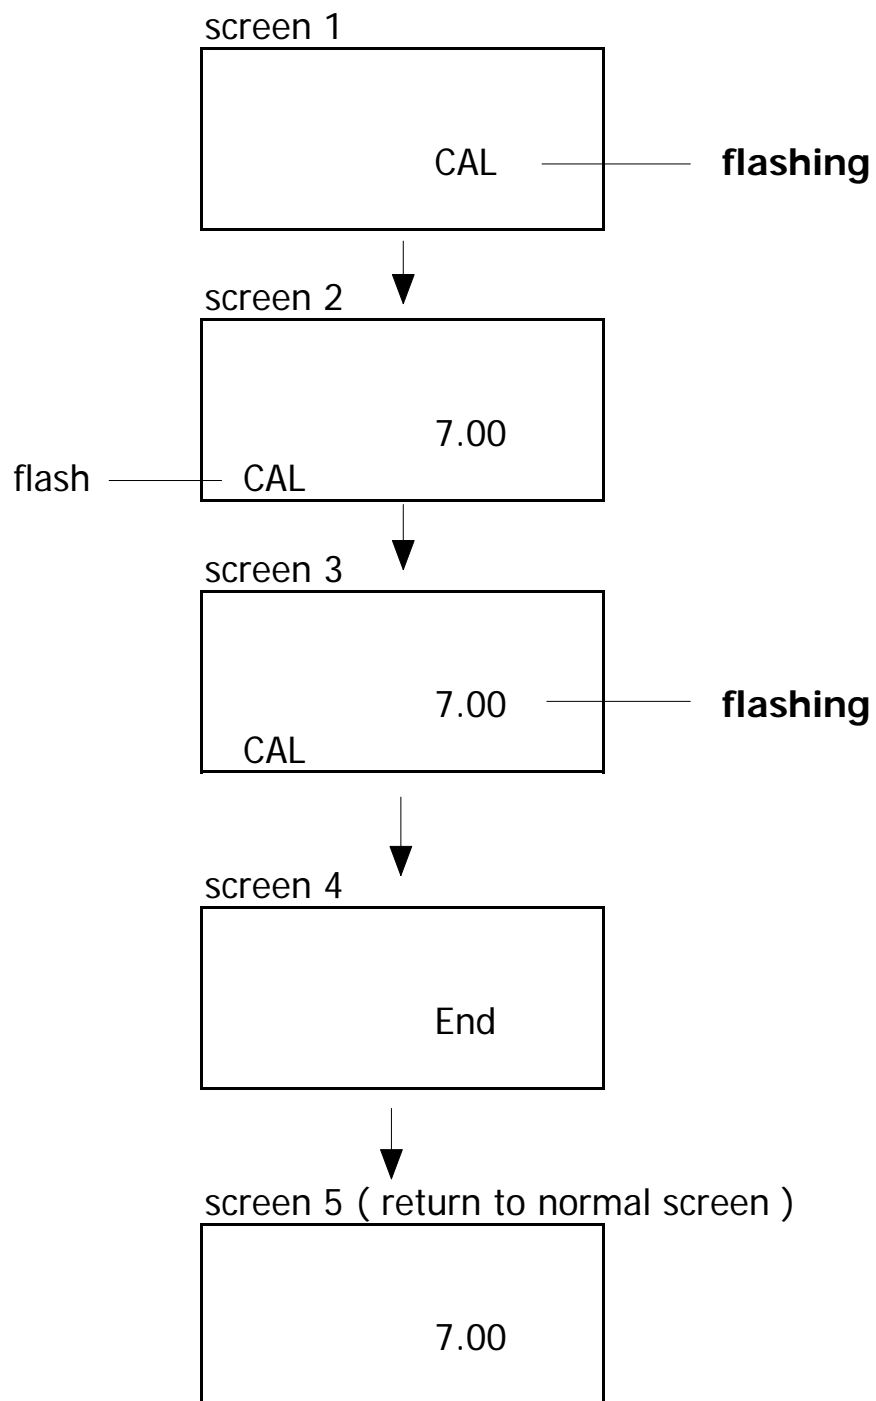 screen 1
CAL flashing
screen 2
7.00
flash CAL
screen 3
7.00 flashing
CAL
screen 4
End
screen 5 ( return to normal screen )
7.00